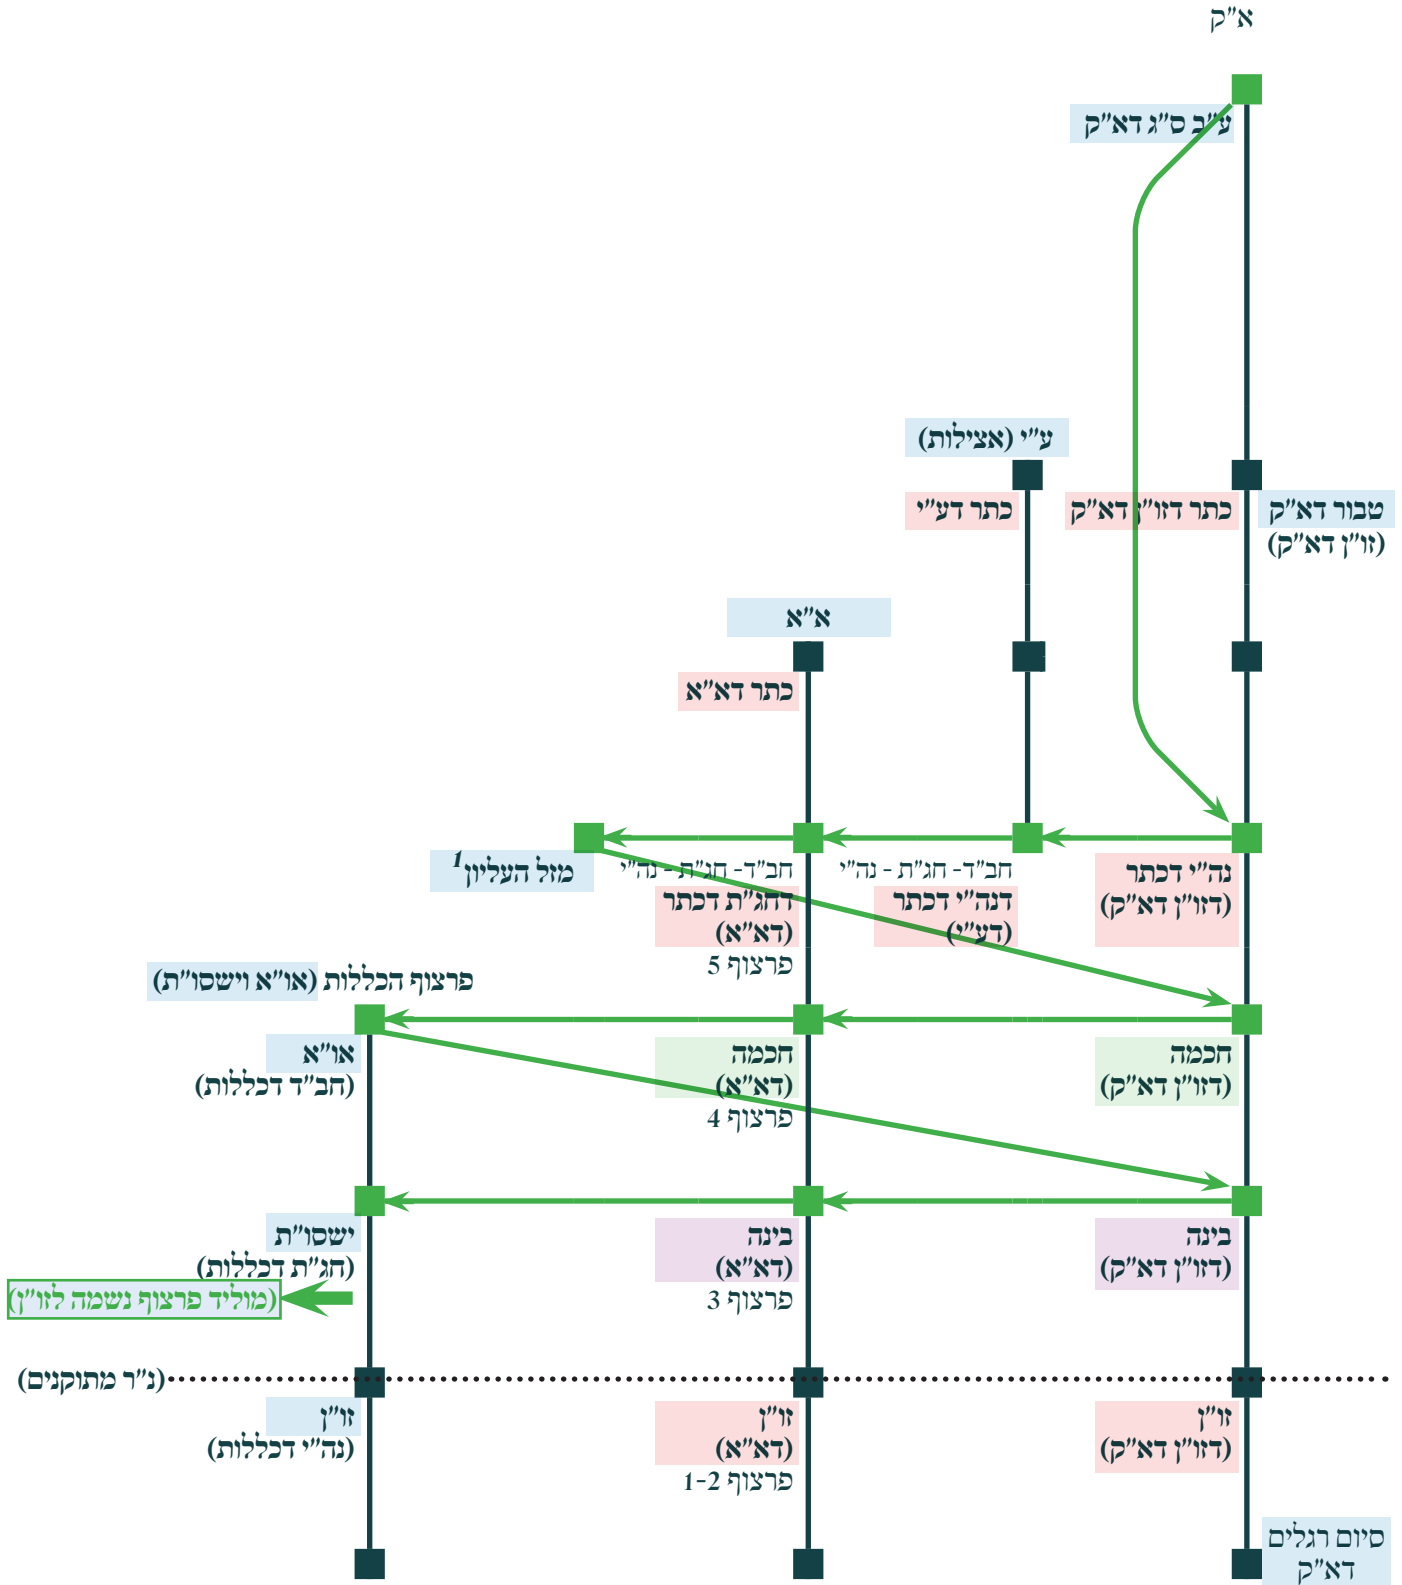 א"ק
ע"ב ס"ג דא"ק
ע"י (אצילות)
טבור דא"ק
(זו"ן דא"ק)
כתר דזו"ן דא"ק
כתר דע"י
א"א
כתר דא"א
נה"י דכתר
(דזו"ן דא"ק)
חב"ד- חג"ת - נה"י
דנה"י דכתר
(דע"י)
חב"ד- חג"ת - נה"י
דחג"ת דכתר
(דא"א)
פרצוף 5
מזל העליון1
פרצוף הכללות (או"א וישסו"ת)
חכמה
(דזו"ן דא"ק)
חכמה
(דא"א)
פרצוף 4
או"א
(חב"ד דכללות)
בינה
(דזו"ן דא"ק)
בינה
(דא"א)
פרצוף 3
ישסו"ת
(חג"ת דכללות)
(מוליד פרצוף נשמה לזו"ן)
(נ"ר מתוקנים)
זו"ן
(דזו"ן דא"ק)
זו"ן
(דא"א)
פרצוף 1-2
זו"ן
(נה"י דכללות)
סיום רגלים
דא"ק